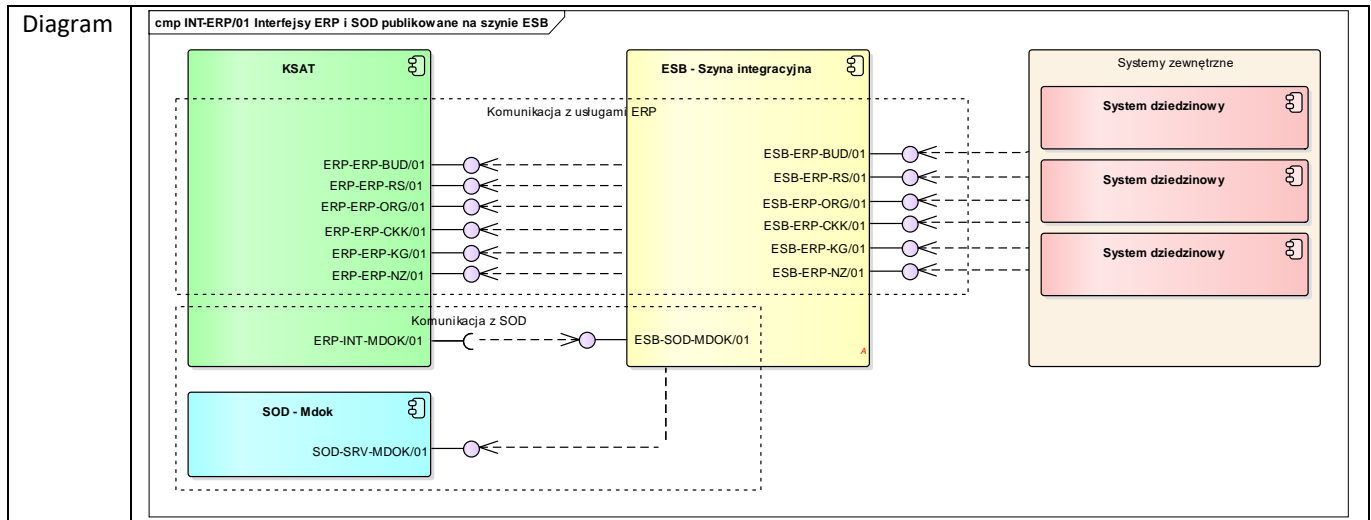 Diagram
cmp INT-ERP/01 Interfejsy ERP i SOD publikowane na szynie ESB
KSAT
ESB - Szyna integracyjna
Systemy zewnętrzne
Komunikacja z usługami ERP
System dziedzinowy
System dziedzinowy
System dziedzinowy
ERP-ERP-BUD/01
ERP-ERP-RS/01
ERP-ERP-ORG/01
ERP-ERP-CKK/01
ERP-ERP-KG/01
ERP-ERP-NZ/01
ESB-ERP-BUD/01
ESB-ERP-RS/01
ESB-ERP-ORG/01
ESB-ERP-CKK/01
ESB-ERP-KG/01
ESB-ERP-NZ/01
Komunikacja z SOD
ERP-INT-MDOK/01
ESB-SOD-MDOK/01
A
SOD - Mdok
SOD-SRV-MDOK/01